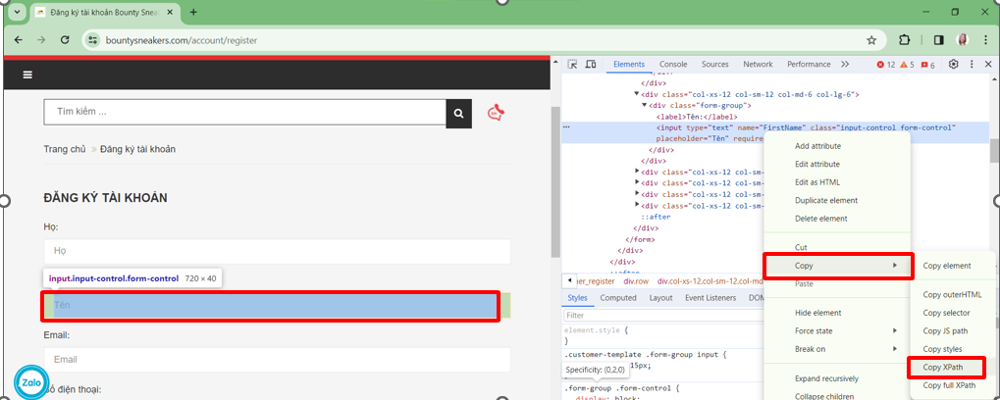 Đăng ký tài khoản Bounty Snea
bountysneakers.com/account/register
Tìm kiếm ...
Trang chủ » Đăng ký tài khoản
ĐĂNG KÝ TÀI KHOẢN
Họ:
Họ
input.input-control.form-control 720 × 40
Tên
Email:
Email
Zalo
Số điện thoại:
Elements Console Sources Network Performance 12 5 6
</div>
<div class="col-xs-12 col-sm-12 col-md-6 col-lg-6">
<div class="form-group">
<label>Tên:</label>
<input type="text" name="FirstName" class="input-control form-control"
placeholder="Tên" require
</div>
</div>
<div class="col-xs-12 col-sm-
<div class="col-xs-12 col-sm-
<div class="col-xs-12 col-sm-
<div class="col-xs-12 col-sm-
::after
</div>
</form>
</div>
</div>
::after
er_register div.row div.col-xs-12.col-sm-12.col-md
Styles Computed Layout Event Listeners DOM
Filter
element.style {
}
.customer-template .form-group input {
15px;
Specificity: (0,2,0)
.form-group .form-control {
display: block;
Add attribute
Edit attribute
Edit as HTML
Duplicate element
Delete element
Cut
Copy
Paste
Hide element
Force state
Break on
Expand recursively
Collapse children
Copy element
Copy outerHTML
Copy selector
Copy JS path
Copy styles
Copy XPath
Copy full XPath